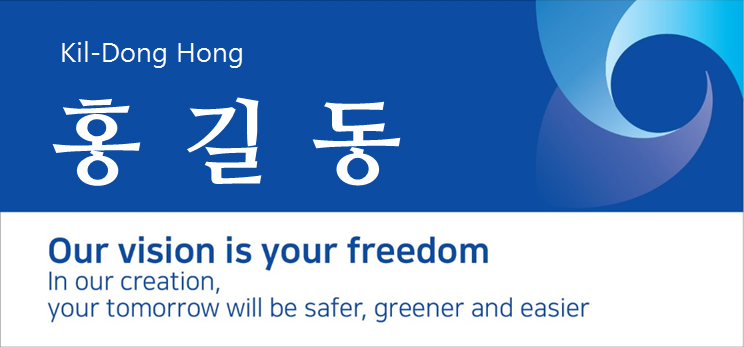 Kil-Dong Hong
홍 길 동
Our vision is your freedom
In our creation,
your tomorrow will be safer, greener and easier